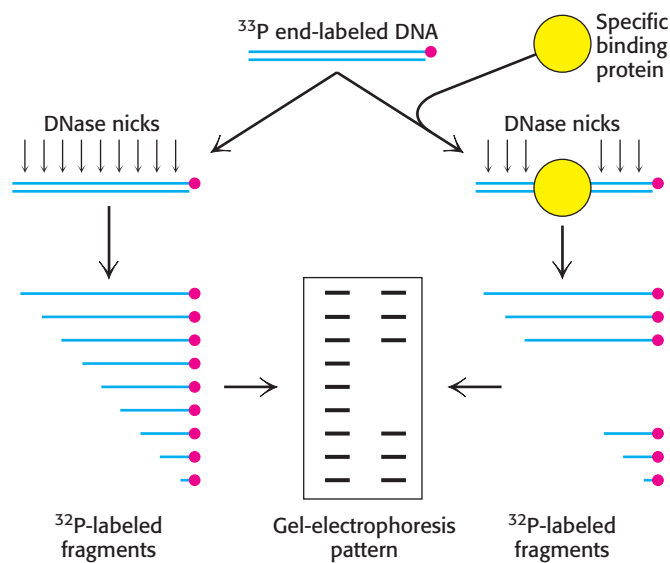 ³³P end-labeled DNA
Specific
binding
protein
DNase nicks
DNase nicks
³²P-labeled
fragments
Gel-electrophoresis
pattern
³²P-labeled
fragments